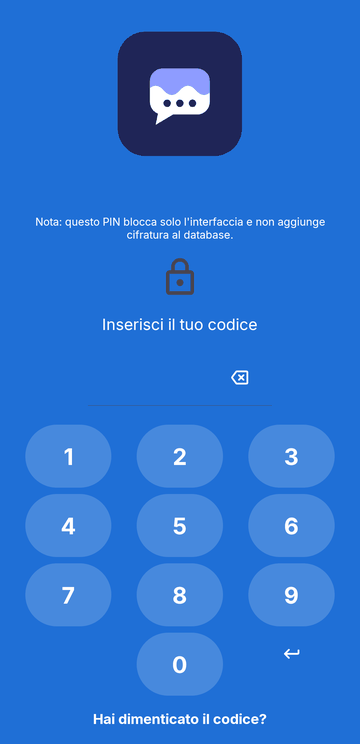 Nota: questo PIN blocca solo l'interfaccia e non aggiunge
cifratura al database.
Inserisci il tuo codice
1 2 3
4 5 6
7 8 9
0
Hai dimenticato il codice?